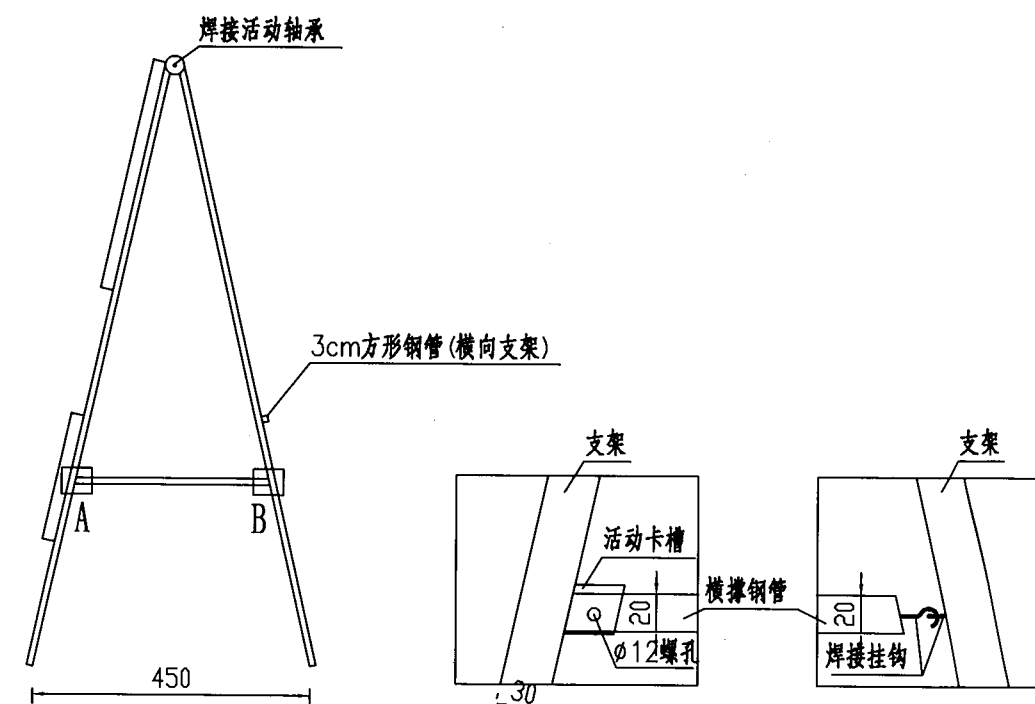 焊接活动轴承
3cm方形钢管(横向支架)
A
B
450
支架
活动卡槽
20
横撑钢管
φ12螺孔
30
支架
20
焊接挂钩